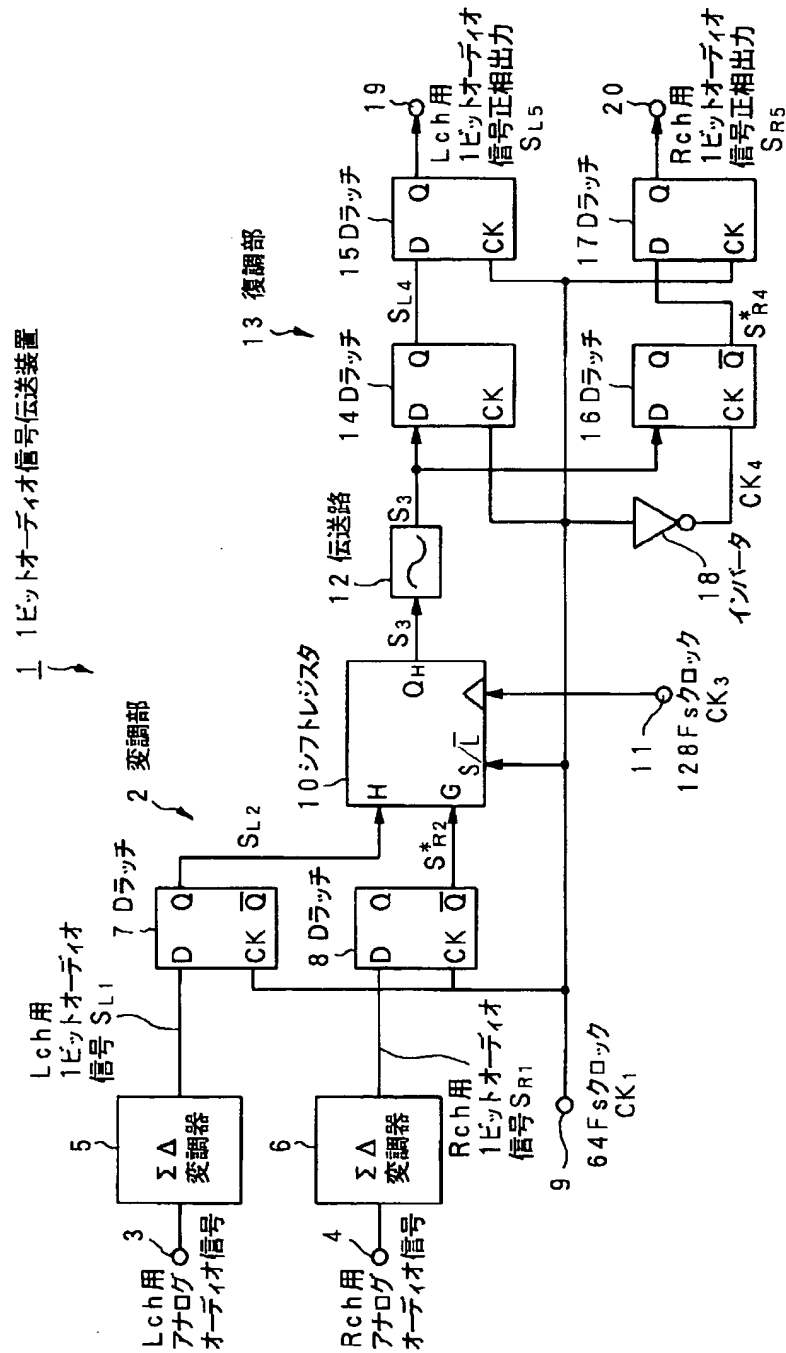 1 1ビットオーディオ信号伝送装置
2 変調部
13 復調部
Lch用
アナログ
オーディオ信号
3
5
ΣΔ
変調器
Lch用
1ビットオーディオ
信号 SL1
7 Dラッチ
D Q
CK Q̅
SL2
Rch用
アナログ
オーディオ信号
4
6
ΣΔ
変調器
Rch用
1ビットオーディオ
信号 SR1
8 Dラッチ
D Q
CK Q̅
S*R2
9
64Fsクロック
CK1
10 シフトレジスタ
H
G
QH
S/L̅
11
128Fsクロック
CK3
S3
12 伝送路
S3
14 Dラッチ
D Q
CK
SL4
15 Dラッチ
D Q
CK
19
Lch用
1ビットオーディオ
信号正相出力
SL5
18
インバータ
CK4
16 Dラッチ
D Q
CK Q̅
S*R4
17 Dラッチ
D Q
CK
20
Rch用
1ビットオーディオ
信号正相出力
SR5